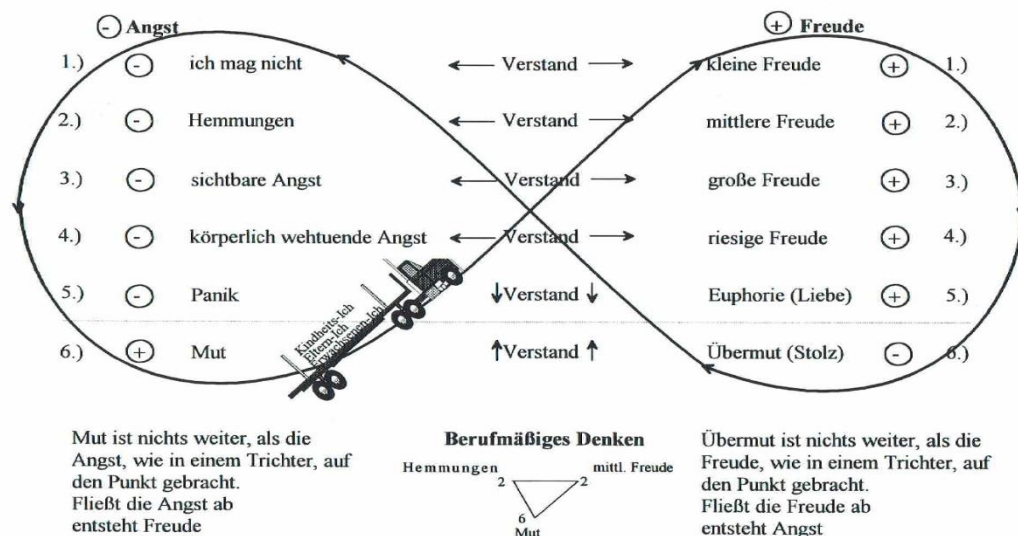 - Angst + Freude
1.) - ich mag nicht ← Verstand → kleine Freude + 1.)
2.) - Hemmungen ← Verstand → mittlere Freude + 2.)
3.) - sichtbare Angst ← Verstand → große Freude + 3.)
4.) - körperlich wehtuende Angst ← Verstand → riesige Freude + 4.)
5.) - Panik ↓ Verstand ↓ Euphorie (Liebe) + 5.)
6.) + Mut ↑ Verstand ↑ Übermut (Stolz) - 6.)
Kindheits-Ich
Eltern-Ich
Erwachsenen-Ich
Mut ist nichts weiter, als die
Angst, wie in einem Trichter, auf
den Punkt gebracht.
Fließt die Angst ab
entsteht Freude
Berufmäßiges Denken
Hemmungen mittl. Freude
2 2
6
Mut
Übermut ist nichts weiter, als die
Freude, wie in einem Trichter, auf
den Punkt gebracht.
Fließt die Freude ab
entsteht Angst